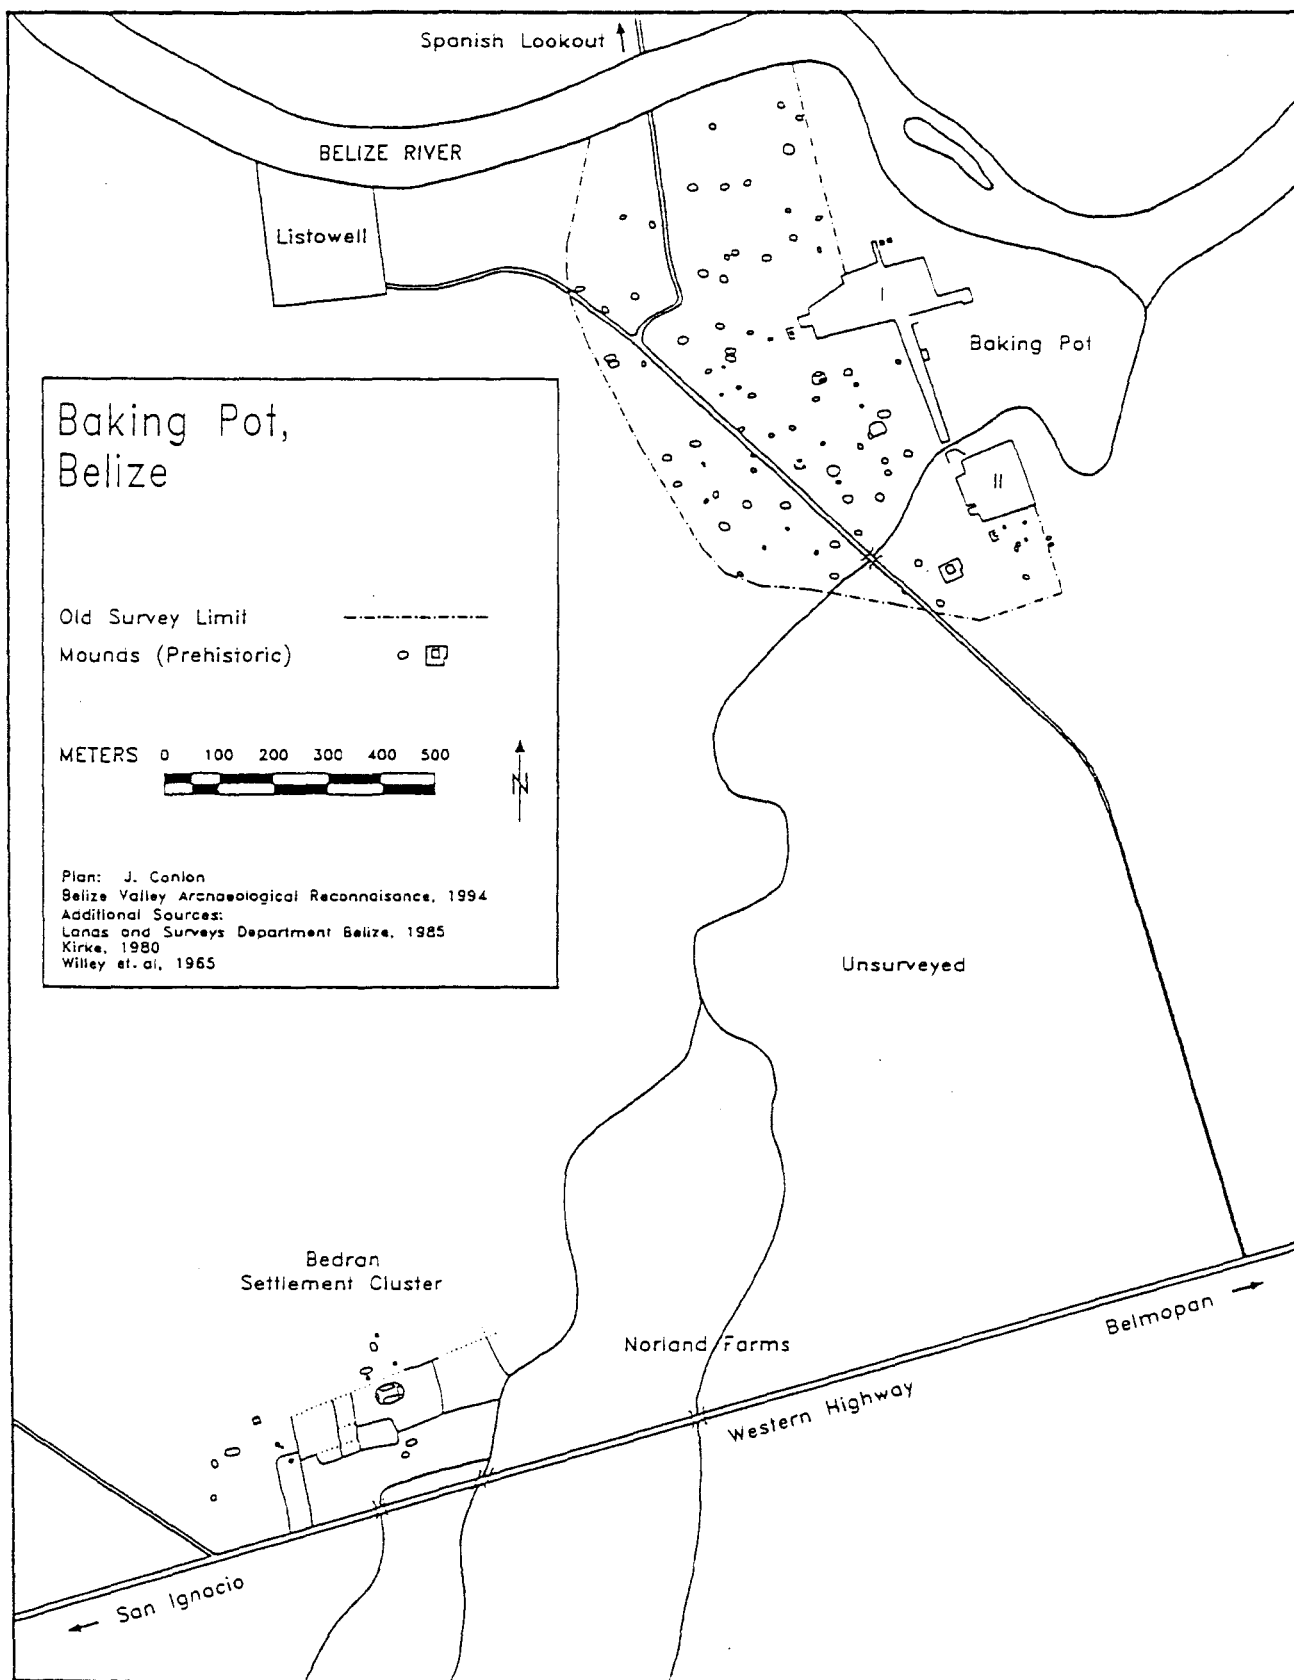 Spanish Lookout
BELIZE RIVER
Listowell
I
Baking Pot
II
Baking Pot,
Belize
Old Survey Limit
Mounds (Prehistoric)
METERS 0 100 200 300 400 500
N
Plan: J. Conlon
Belize Valley Archaeological Reconnaisance, 1994
Additional Sources:
Lands and Surveys Department Belize, 1985
Kirke, 1980
Willey et. al, 1965
Unsurveyed
Bedran
Settlement Cluster
Norland Farms
Belmopan
Western Highway
San Ignacio